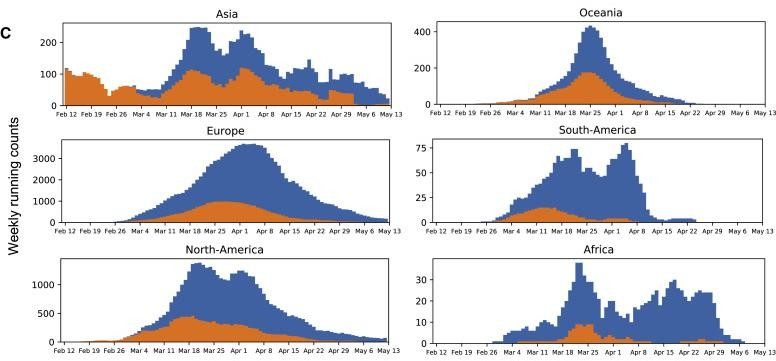 C
Weekly running counts
Asia
200
100
0
Feb 12 Feb 19 Feb 26 Mar 4 Mar 11 Mar 18 Mar 25 Apr 1 Apr 8 Apr 15 Apr 22 Apr 29 May 6 May 13
Oceania
400
200
0
Feb 12 Feb 19 Feb 26 Mar 4 Mar 11 Mar 18 Mar 25 Apr 1 Apr 8 Apr 15 Apr 22 Apr 29 May 6 May 13
Europe
3000
2000
1000
0
Feb 12 Feb 19 Feb 26 Mar 4 Mar 11 Mar 18 Mar 25 Apr 1 Apr 8 Apr 15 Apr 22 Apr 29 May 6 May 13
South-America
75
50
25
0
Feb 12 Feb 19 Feb 26 Mar 4 Mar 11 Mar 18 Mar 25 Apr 1 Apr 8 Apr 15 Apr 22 Apr 29 May 6 May 13
North-America
1000
500
0
Feb 12 Feb 19 Feb 26 Mar 4 Mar 11 Mar 18 Mar 25 Apr 1 Apr 8 Apr 15 Apr 22 Apr 29 May 6 May 13
Africa
30
20
10
0
Feb 12 Feb 19 Feb 26 Mar 4 Mar 11 Mar 18 Mar 25 Apr 1 Apr 8 Apr 15 Apr 22 Apr 29 May 6 May 13